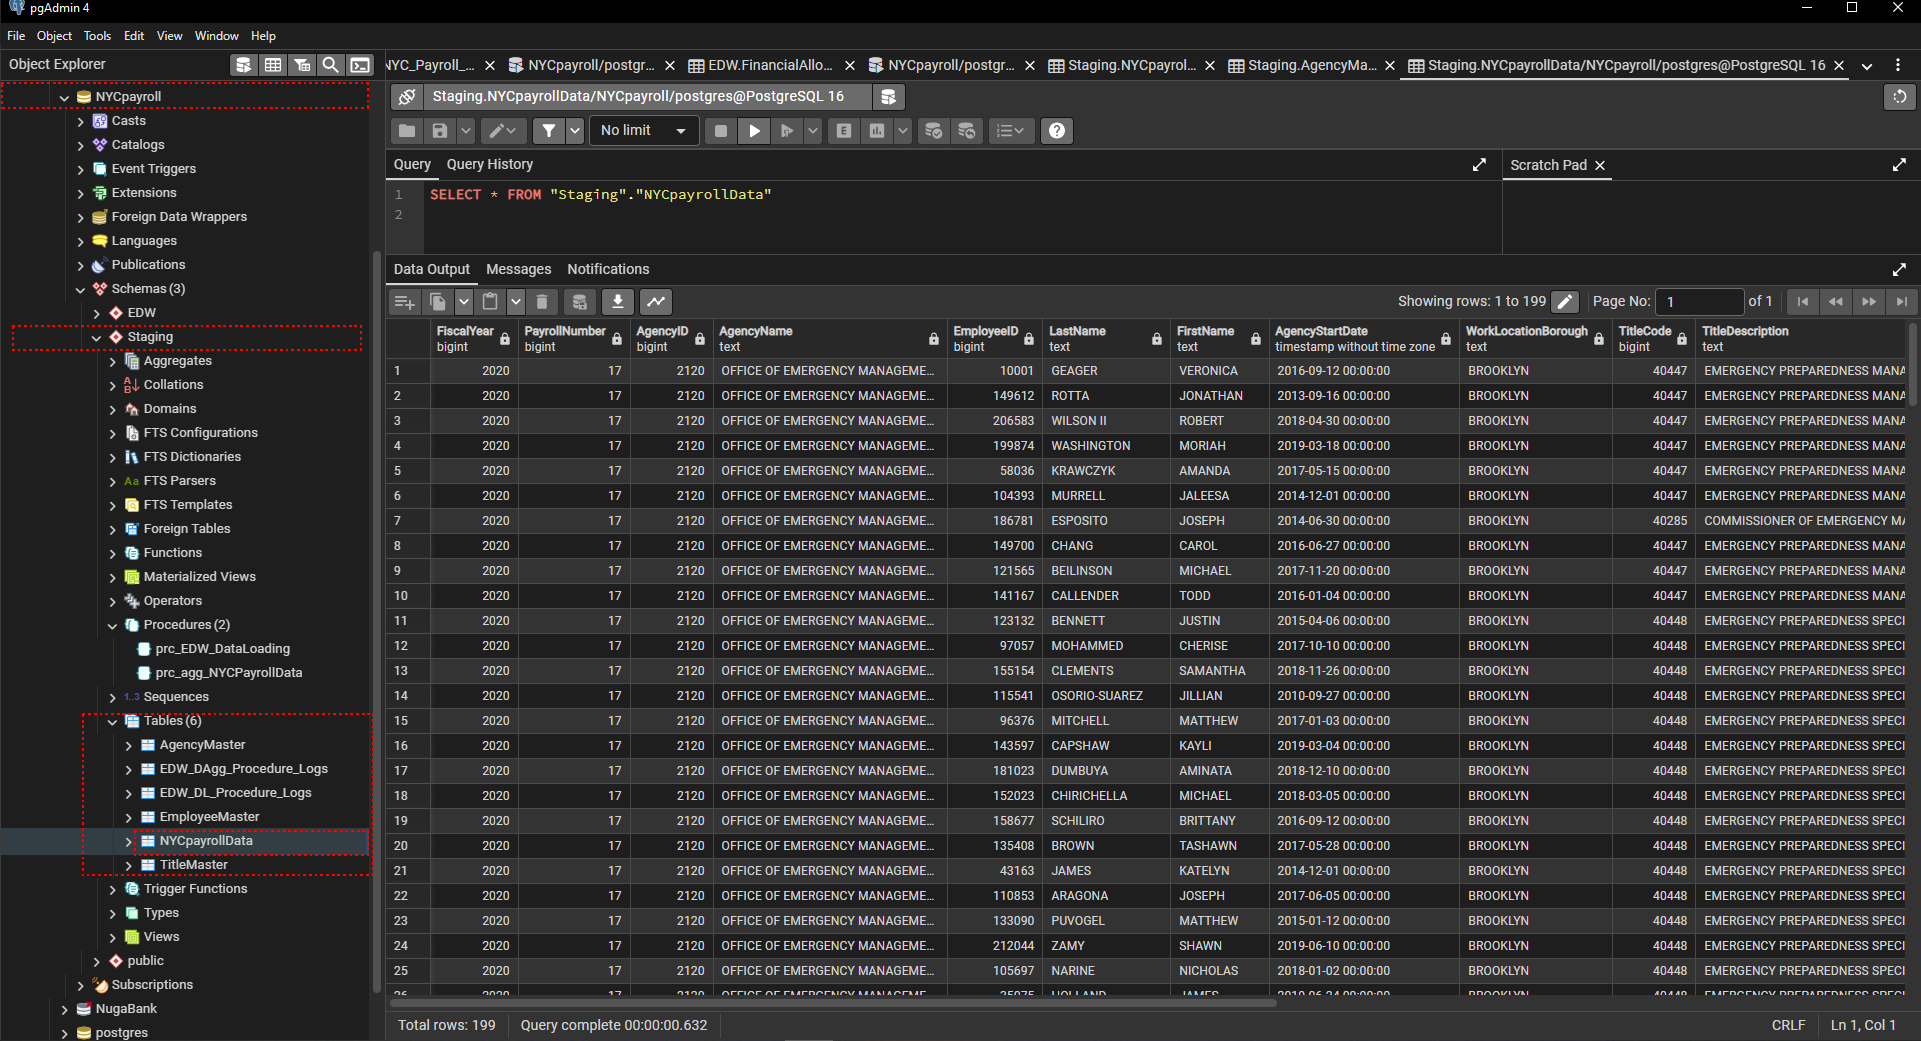 pgAdmin 4
File Object Tools Edit View Window Help
Object Explorer
NYCpayroll
Casts
Catalogs
Event Triggers
Extensions
Foreign Data Wrappers
Languages
Publications
Schemas (3)
EDW
Staging
Aggregates
Collations
Domains
FTS Configurations
FTS Dictionaries
Aa FTS Parsers
FTS Templates
Foreign Tables
Functions
Materialized Views
Operators
Procedures (2)
prc_EDW_DataLoading
prc_agg_NYCPayrollData
1..3 Sequences
Tables (6)
AgencyMaster
EDW_DAgg_Procedure_Logs
EDW_DL_Procedure_Logs
EmployeeMaster
NYCpayrollData
TitleMaster
Trigger Functions
Types
Views
public
Subscriptions
NugaBank
postgres
NYC_Payroll_... NYCpayroll/postgr... EDW.FinancialAllo... NYCpayroll/postgr... Staging.NYCpayrol... Staging.AgencyMa... Staging.NYCpayrollData/NYCpayroll/postgres@PostgreSQL 16
Staging.NYCpayrollData/NYCpayroll/postgres@PostgreSQL 16
No limit
Query Query History
Scratch Pad
1 SELECT * FROM "Staging"."NYCpayrollData"
2
Data Output Messages Notifications
Showing rows: 1 to 199 Page No: 1 of 1
FiscalYear PayrollNumber AgencyID AgencyName EmployeeID LastName FirstName AgencyStartDate WorkLocationBorough TitleCode TitleDescription
bigint bigint bigint text bigint text text timestamp without time zone text bigint text
1 2020 17 2120 OFFICE OF EMERGENCY MANAGEME... 10001 GEAGER VERONICA 2016-09-12 00:00:00 BROOKLYN 40447 EMERGENCY PREPAREDNESS MANA
2 2020 17 2120 OFFICE OF EMERGENCY MANAGEME... 149612 ROTTA JONATHAN 2013-09-16 00:00:00 BROOKLYN 40447 EMERGENCY PREPAREDNESS MANA
3 2020 17 2120 OFFICE OF EMERGENCY MANAGEME... 206583 WILSON II ROBERT 2018-04-30 00:00:00 BROOKLYN 40447 EMERGENCY PREPAREDNESS MANA
4 2020 17 2120 OFFICE OF EMERGENCY MANAGEME... 199874 WASHINGTON MORIAH 2019-03-18 00:00:00 BROOKLYN 40447 EMERGENCY PREPAREDNESS MANA
5 2020 17 2120 OFFICE OF EMERGENCY MANAGEME... 58036 KRAWCZYK AMANDA 2017-05-15 00:00:00 BROOKLYN 40447 EMERGENCY PREPAREDNESS MANA
6 2020 17 2120 OFFICE OF EMERGENCY MANAGEME... 104393 MURRELL JALEESA 2014-12-01 00:00:00 BROOKLYN 40447 EMERGENCY PREPAREDNESS MANA
7 2020 17 2120 OFFICE OF EMERGENCY MANAGEME... 186781 ESPOSITO JOSEPH 2014-06-30 00:00:00 BROOKLYN 40285 COMMISSIONER OF EMERGENCY MA
8 2020 17 2120 OFFICE OF EMERGENCY MANAGEME... 149700 CHANG CAROL 2016-06-27 00:00:00 BROOKLYN 40447 EMERGENCY PREPAREDNESS MANA
9 2020 17 2120 OFFICE OF EMERGENCY MANAGEME... 121565 BEILINSON MICHAEL 2017-11-20 00:00:00 BROOKLYN 40447 EMERGENCY PREPAREDNESS MANA
10 2020 17 2120 OFFICE OF EMERGENCY MANAGEME... 141167 CALLENDER TODD 2016-01-04 00:00:00 BROOKLYN 40447 EMERGENCY PREPAREDNESS MANA
11 2020 17 2120 OFFICE OF EMERGENCY MANAGEME... 123132 BENNETT JUSTIN 2015-04-06 00:00:00 BROOKLYN 40448 EMERGENCY PREPAREDNESS SPECI
12 2020 17 2120 OFFICE OF EMERGENCY MANAGEME... 97057 MOHAMMED CHERISE 2017-10-10 00:00:00 BROOKLYN 40448 EMERGENCY PREPAREDNESS SPECI
13 2020 17 2120 OFFICE OF EMERGENCY MANAGEME... 155154 CLEMENTS SAMANTHA 2018-11-26 00:00:00 BROOKLYN 40448 EMERGENCY PREPAREDNESS SPECI
14 2020 17 2120 OFFICE OF EMERGENCY MANAGEME... 115541 OSORIO-SUAREZ JILLIAN 2010-09-27 00:00:00 BROOKLYN 40448 EMERGENCY PREPAREDNESS SPECI
15 2020 17 2120 OFFICE OF EMERGENCY MANAGEME... 96376 MITCHELL MATTHEW 2017-01-03 00:00:00 BROOKLYN 40448 EMERGENCY PREPAREDNESS SPECI
16 2020 17 2120 OFFICE OF EMERGENCY MANAGEME... 143597 CAPSHAW KAYLI 2019-03-04 00:00:00 BROOKLYN 40448 EMERGENCY PREPAREDNESS SPECI
17 2020 17 2120 OFFICE OF EMERGENCY MANAGEME... 181023 DUMBUYA AMINATA 2018-12-10 00:00:00 BROOKLYN 40448 EMERGENCY PREPAREDNESS SPECI
18 2020 17 2120 OFFICE OF EMERGENCY MANAGEME... 152023 CHIRICHELLA MICHAEL 2018-03-05 00:00:00 BROOKLYN 40448 EMERGENCY PREPAREDNESS SPECI
19 2020 17 2120 OFFICE OF EMERGENCY MANAGEME... 158677 SCHILIRO BRITTANY 2016-09-12 00:00:00 BROOKLYN 40448 EMERGENCY PREPAREDNESS SPECI
20 2020 17 2120 OFFICE OF EMERGENCY MANAGEME... 135408 BROWN TASHAWN 2017-05-28 00:00:00 BROOKLYN 40448 EMERGENCY PREPAREDNESS SPECI
21 2020 17 2120 OFFICE OF EMERGENCY MANAGEME... 43163 JAMES KATELYN 2014-12-01 00:00:00 BROOKLYN 40448 EMERGENCY PREPAREDNESS SPECI
22 2020 17 2120 OFFICE OF EMERGENCY MANAGEME... 110853 ARAGONA JOSEPH 2017-06-05 00:00:00 BROOKLYN 40448 EMERGENCY PREPAREDNESS SPECI
23 2020 17 2120 OFFICE OF EMERGENCY MANAGEME... 133090 PUVOGEL MATTHEW 2015-01-12 00:00:00 BROOKLYN 40448 EMERGENCY PREPAREDNESS SPECI
24 2020 17 2120 OFFICE OF EMERGENCY MANAGEME... 212044 ZAMY SHAWN 2019-06-10 00:00:00 BROOKLYN 40448 EMERGENCY PREPAREDNESS SPECI
25 2020 17 2120 OFFICE OF EMERGENCY MANAGEME... 105697 NARINE NICHOLAS 2018-01-02 00:00:00 BROOKLYN 40448 EMERGENCY PREPAREDNESS SPECI
Total rows: 199 Query complete 00:00:00.632 CRLF Ln 1, Col 1